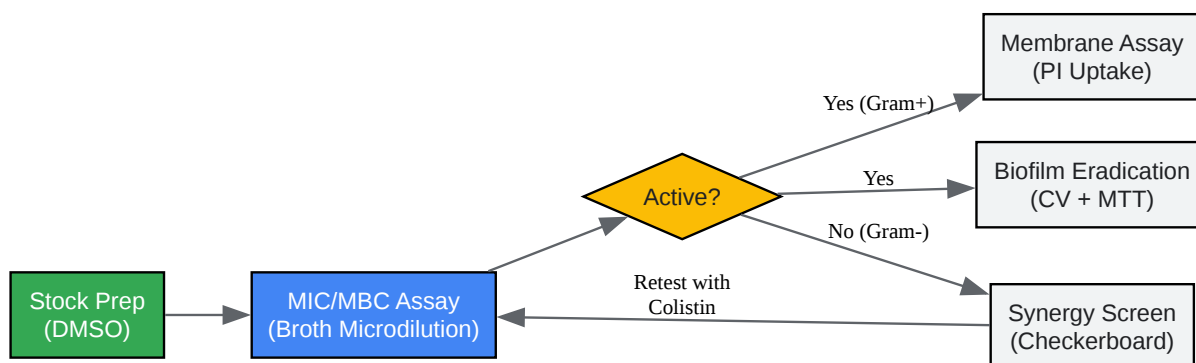 Membrane Assay
(PI Uptake)
Yes (Gram+)
Biofilm Eradication
(CV + MTT)
Yes
Active?
No (Gram-)
Stock Prep
(DMSO)
MIC/MBC Assay
(Broth Microdilution)
Retest with
Colistin
Synergy Screen
(Checkerboard)